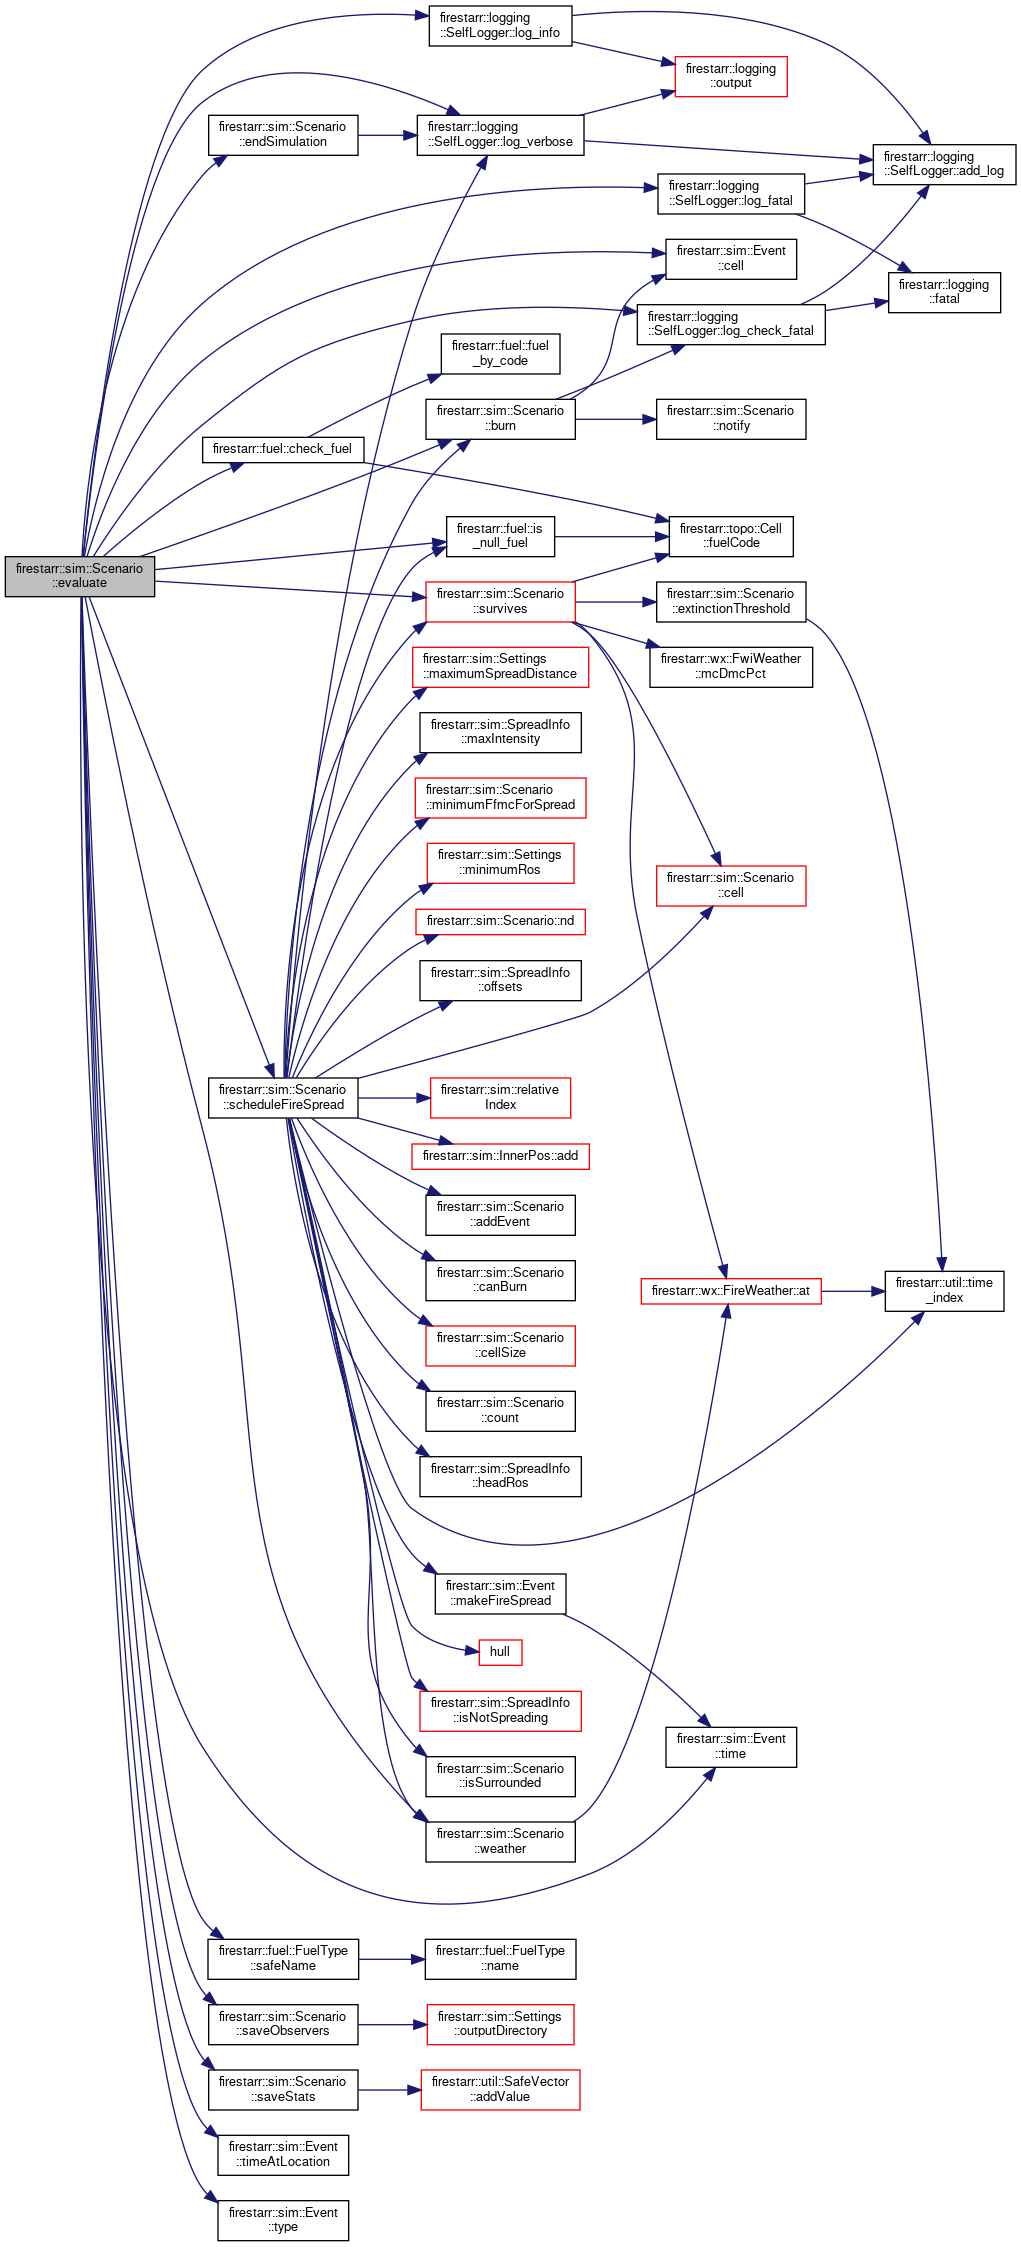 firestarr::logging
::SelfLogger::log_info
firestarr::logging
::output
firestarr::sim::Scenario
::endSimulation
firestarr::logging
::SelfLogger::log_verbose
firestarr::logging
::SelfLogger::add_log
firestarr::logging
::SelfLogger::log_fatal
firestarr::sim::Event
::cell
firestarr::logging
::fatal
firestarr::logging
::SelfLogger::log_check_fatal
firestarr::fuel::fuel
_by_code
firestarr::sim::Scenario
::burn
firestarr::sim::Scenario
::notify
firestarr::fuel::check_fuel
firestarr::fuel::is
_null_fuel
firestarr::topo::Cell
::fuelCode
firestarr::sim::Scenario
::evaluate
firestarr::sim::Scenario
::survives
firestarr::sim::Scenario
::extinctionThreshold
firestarr::wx::FwiWeather
::mcDmcPct
firestarr::sim::Settings
::maximumSpreadDistance
firestarr::sim::SpreadInfo
::maxIntensity
firestarr::sim::Scenario
::minimumFfmcForSpread
firestarr::sim::Settings
::minimumRos
firestarr::sim::Scenario
::cell
firestarr::sim::Scenario::nd
firestarr::sim::SpreadInfo
::offsets
firestarr::sim::Scenario
::scheduleFireSpread
firestarr::sim::relative
Index
firestarr::sim::InnerPos::add
firestarr::sim::Scenario
::addEvent
firestarr::sim::Scenario
::canBurn
firestarr::wx::FireWeather::at
firestarr::util::time
_index
firestarr::sim::Scenario
::cellSize
firestarr::sim::Scenario
::count
firestarr::sim::SpreadInfo
::headRos
firestarr::sim::Event
::makeFireSpread
hull
firestarr::sim::SpreadInfo
::isNotSpreading
firestarr::sim::Event
::time
firestarr::sim::Scenario
::isSurrounded
firestarr::sim::Scenario
::weather
firestarr::fuel::FuelType
::safeName
firestarr::fuel::FuelType
::name
firestarr::sim::Scenario
::saveObservers
firestarr::sim::Settings
::outputDirectory
firestarr::sim::Scenario
::saveStats
firestarr::util::SafeVector
::addValue
firestarr::sim::Event
::timeAtLocation
firestarr::sim::Event
::type